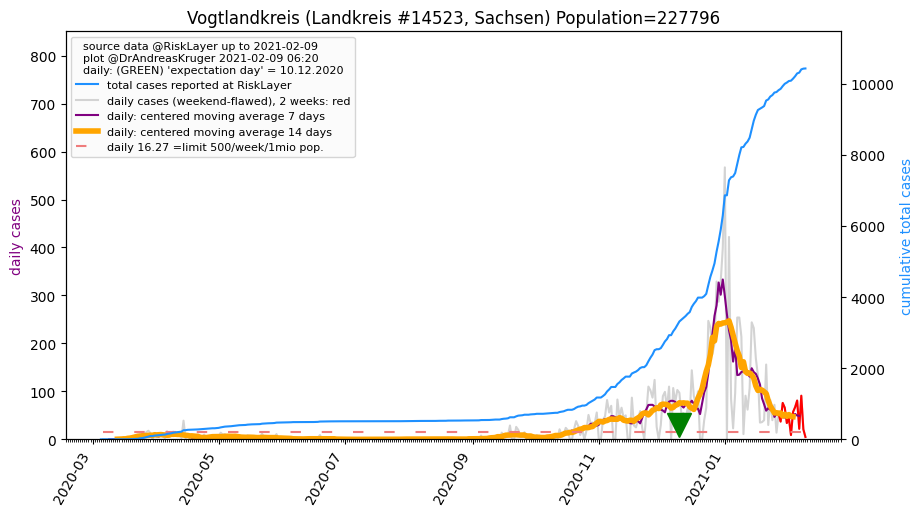 Vogtlandkreis (Landkreis #14523, Sachsen) Population=227796
source data @RiskLayer up to 2021-02-09
plot @DrAndreasKruger 2021-02-09 06:20
daily: (GREEN) 'expectation day' = 10.12.2020
total cases reported at RiskLayer
daily cases (weekend-flawed), 2 weeks: red
daily: centered moving average 7 days
daily: centered moving average 14 days
daily 16.27 =limit 500/week/1mio pop.
daily cases
800
700
600
500
400
300
200
100
0
cumulative total cases
10000
8000
6000
4000
2000
0
2020-03
2020-05
2020-07
2020-09
2020-11
2021-01